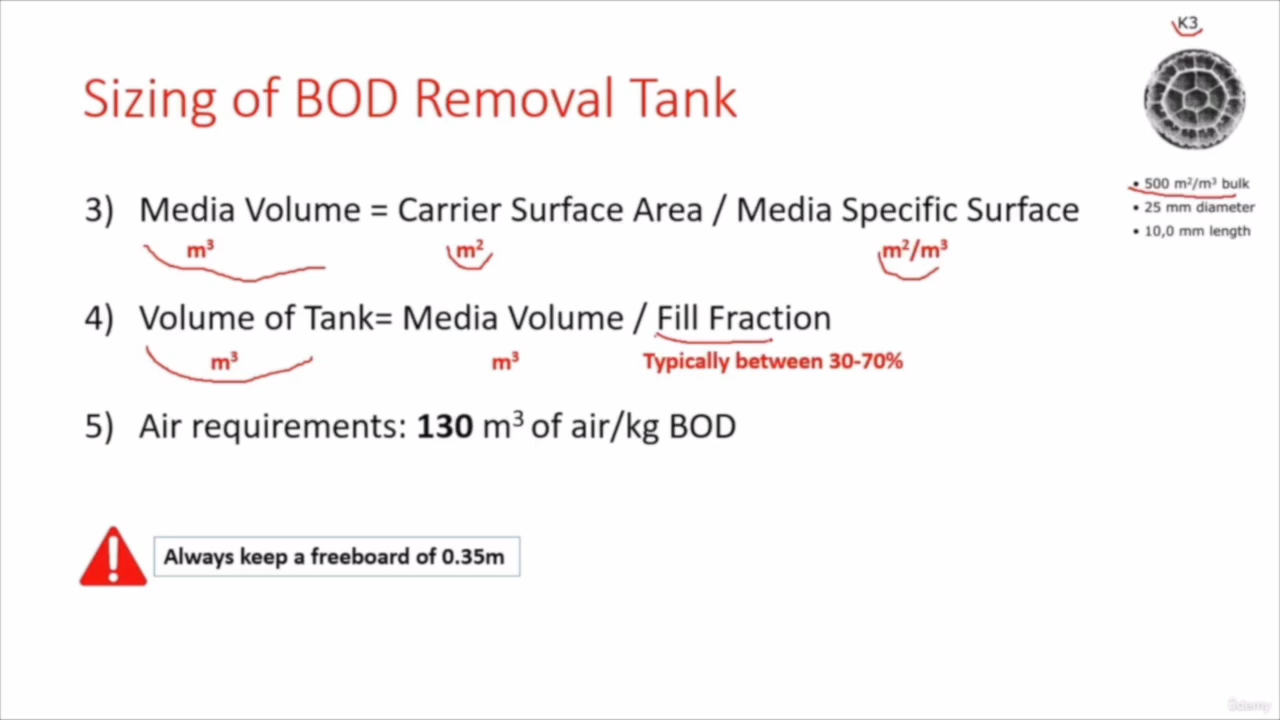 K3
Sizing of BOD Removal Tank
• 500 m²/m³ bulk
• 25 mm diameter
• 10,0 mm length
3) Media Volume = Carrier Surface Area / Media Specific Surface
m³ m² m²/m³
4) Volume of Tank= Media Volume / Fill Fraction
m³ m³ Typically between 30-70%
5) Air requirements: 130 m³ of air/kg BOD
Always keep a freeboard of 0.35m
Udemy